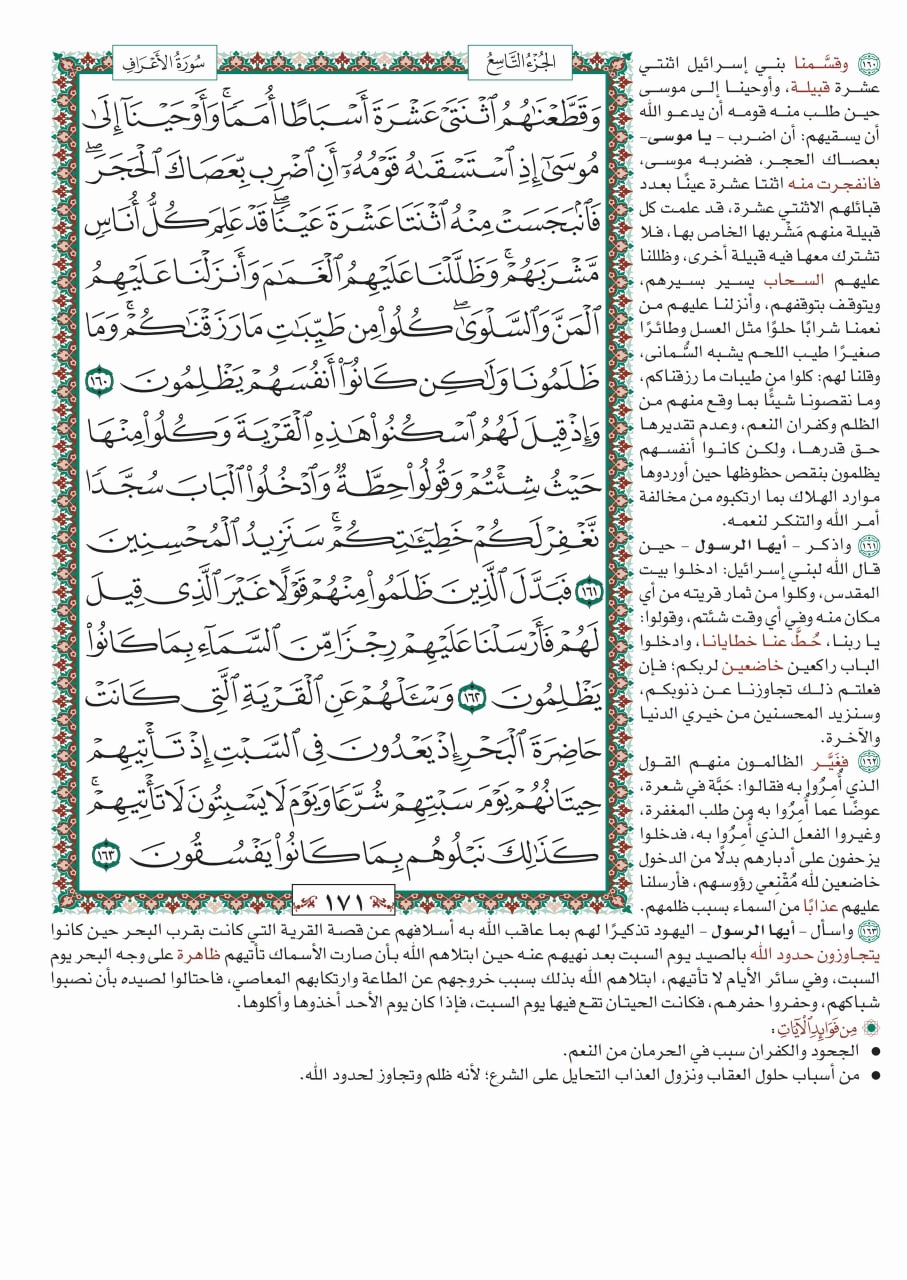 الجُزْءُ التَّاسِعُ
سُورَةُ الأَعْرَافِ
وَقَطَّعْنَٰهُمُ ٱثْنَتَىْ عَشْرَةَ أَسْبَاطًا أُمَمًاۚ وَأَوْحَيْنَآ إِلَىٰ
مُوسَىٰٓ إِذِ ٱسْتَسْقَىٰهُ قَوْمُهُۥٓ أَنِ ٱضْرِب بِّعَصَاكَ ٱلْحَجَرَۖ
فَٱنۢبَجَسَتْ مِنْهُ ٱثْنَتَا عَشْرَةَ عَيْنًاۖ قَدْ عَلِمَ كُلُّ أُنَاسٍ
مَّشْرَبَهُمْۚ وَظَلَّلْنَا عَلَيْهِمُ ٱلْغَمَٰمَ وَأَنزَلْنَا عَلَيْهِمُ
ٱلْمَنَّ وَٱلسَّلْوَىٰۖ كُلُوا۟ مِن طَيِّبَٰتِ مَا رَزَقْنَٰكُمْۚ وَمَا
ظَلَمُونَا وَلَٰكِن كَانُوٓا۟ أَنفُسَهُمْ يَظْلِمُونَ ١٦٠
وَإِذْ قِيلَ لَهُمُ ٱسْكُنُوا۟ هَٰذِهِ ٱلْقَرْيَةَ وَكُلُوا۟ مِنْهَا
حَيْثُ شِئْتُمْ وَقُولُوا۟ حِطَّةٌ وَٱدْخُلُوا۟ ٱلْبَابَ سُجَّدًا
نَّغْفِرْ لَكُمْ خَطِيٓـَٰٔتِكُمْۚ سَنَزِيدُ ٱلْمُحْسِنِينَ
١٦١ فَبَدَّلَ ٱلَّذِينَ ظَلَمُوا۟ مِنْهُمْ قَوْلًا غَيْرَ ٱلَّذِى قِيلَ
لَهُمْ فَأَرْسَلْنَا عَلَيْهِمْ رِجْزًا مِّنَ ٱلسَّمَآءِ بِمَا كَانُوا۟
يَظْلِمُونَ ١٦٢ وَسْـَٔلْهُمْ عَنِ ٱلْقَرْيَةِ ٱلَّتِى كَانَتْ
حَاضِرَةَ ٱلْبَحْرِ إِذْ يَعْدُونَ فِى ٱلسَّبْتِ إِذْ تَأْتِيهِمْ
حِيتَانُهُمْ يَوْمَ سَبْتِهِمْ شُرَّعًا وَيَوْمَ لَا يَسْبِتُونَ لَا تَأْتِيهِمْۚ
كَذَٰلِكَ نَبْلُوهُم بِمَا كَانُوا۟ يَفْسُقُونَ ١٦٣
١٧١
١٦٠ وقسَّمنا بني إسرائيل اثنتي
عشرة قبيلة، وأوحينا إلى موسى
حين طلب منه قومه أن يدعو الله
أن يسقيهم: أن اضرب - يا موسى-
بعصاك الحجر، فضربه موسى،
فانفجرت منه اثنتا عشرة عينًا بعدد
قبائلهم الاثنتي عشرة، قد علمت كل
قبيلة منهم مَشْربها الخاص بها، فلا
تشترك معها فيه قبيلة أخرى، وظللنا
عليهم السحاب يسير بسيرهم،
ويتوقف بتوقفهم، وأنزلنا عليهم من
نعمنا شرابًا حلوًا مثل العسل وطائرًا
صغيرًا طيب اللحم يشبه السُّمانى،
وقلنا لهم: كلوا من طيبات ما رزقناكم،
وما نقصونا شيئًا بما وقع منهم من
الظلم وكفران النعم، وعدم تقديرها
حق قدرها، ولكن كانوا أنفسهم
يظلمون بنقص حظوظها حين أوردوها
موارد الهلاك بما ارتكبوه من مخالفة
أمر الله والتنكر لنعمه.
١٦١ واذكر - أيها الرسول - حين
قال الله لبني إسرائيل: ادخلوا بيت
المقدس، وكلوا من ثمار قريته من أي
مكان منه وفي أي وقت شئتم، وقولوا:
يا ربنا، حُطَّ عنا خطايانا، وادخلوا
الباب راكعين خاضعين لربكم؛ فإن
فعلتم ذلك تجاوزنا عن ذنوبكم،
وسنزيد المحسنين من خيري الدنيا
والآخرة.
١٦٢ فغَيَّر الظالمون منهم القول
الذي أُمِرُوا به فقالوا: حَبَّة في شعرة،
عوضًا عما أُمِرُوا به من طلب المغفرة،
وغيروا الفعل الذي أُمِرُوا به، فدخلوا
يزحفون على أدبارهم بدلًا من الدخول
خاضعين لله مُقْنِعي رؤوسهم، فأرسلنا
عليهم عذابًا من السماء بسبب ظلمهم.
١٦٣ واسأل - أيها الرسول - اليهود تذكيرًا لهم بما عاقب الله به أسلافهم عن قصة القرية التي كانت بقرب البحر حين كانوا
يتجاوزون حدود الله بالصيد يوم السبت بعد نهيهم عنه حين ابتلاهم الله بأن صارت الأسماك تأتيهم ظاهرة على وجه البحر يوم
السبت، وفي سائر الأيام لا تأتيهم، ابتلاهم الله بذلك بسبب خروجهم عن الطاعة وارتكابهم المعاصي، فاحتالوا لصيده بأن نصبوا
شباكهم، وحفروا حفرهم، فكانت الحيتان تقع فيها يوم السبت، فإذا كان يوم الأحد أخذوها وأكلوها.
مِن فَوَائِدِ الآيَاتِ:
• الجحود والكفران سبب في الحرمان من النعم.
• من أسباب حلول العقاب ونزول العذاب التحايل على الشرع؛ لأنه ظلم وتجاوز لحدود الله.